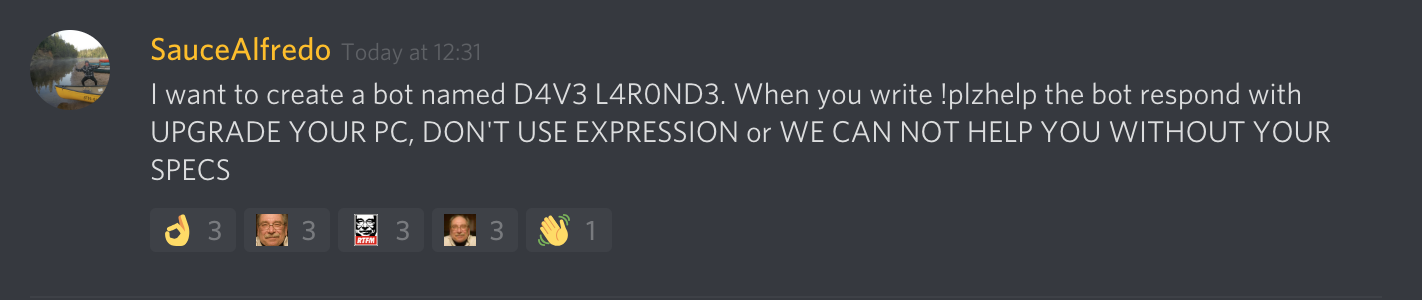 SauceAlfredo Today at 12:31
I want to create a bot named D4V3 L4R0ND3. When you write !plzhelp the bot respond with
UPGRADE YOUR PC, DON'T USE EXPRESSION or WE CAN NOT HELP YOU WITHOUT YOUR
SPECS
3 3 RTFM 3 3 1